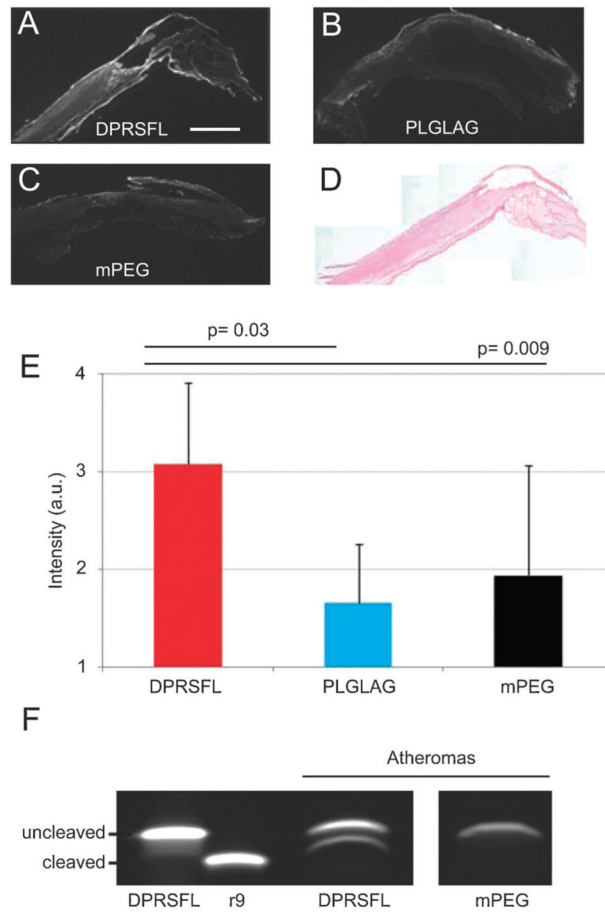 A
DPRSFL
B
PLGLAG
C
mPEG
D
E
p= 0.03
p= 0.009
4
3
2
1
Intensity (a.u.)
DPRSFL
PLGLAG
mPEG
F
Atheromas
uncleaved
cleaved
DPRSFL
r9
DPRSFL
mPEG